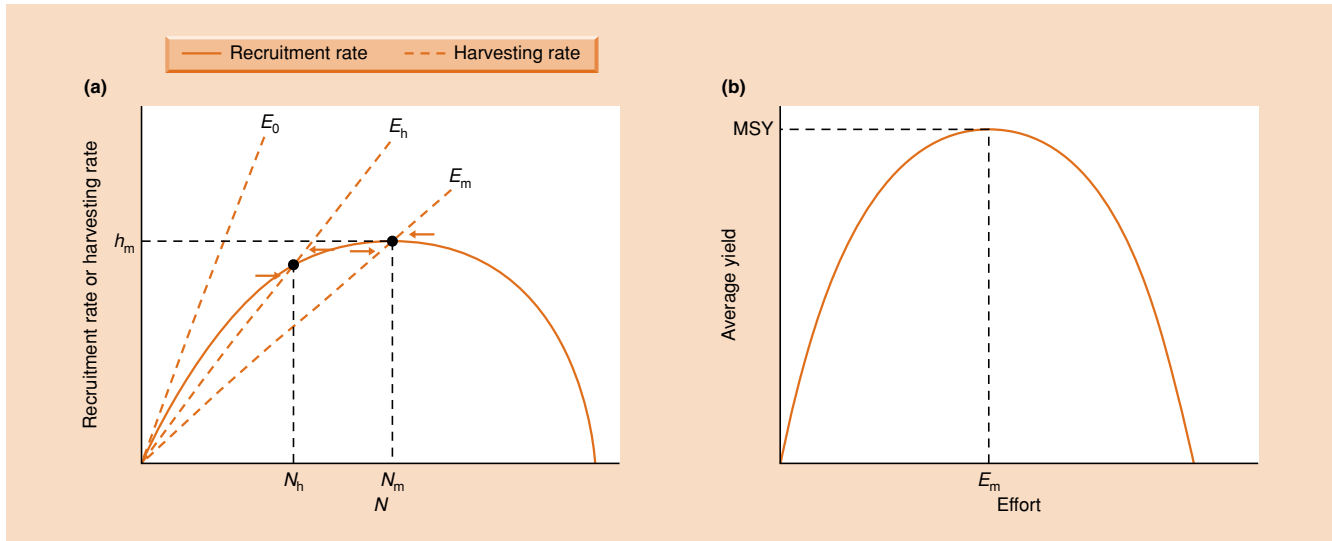 Recruitment rate
Harvesting rate
(a)
Recruitment rate or harvesting rate
E0
Eh
Em
hm
Nh
Nm
N
(b)
Average yield
MSY
Em
Effort